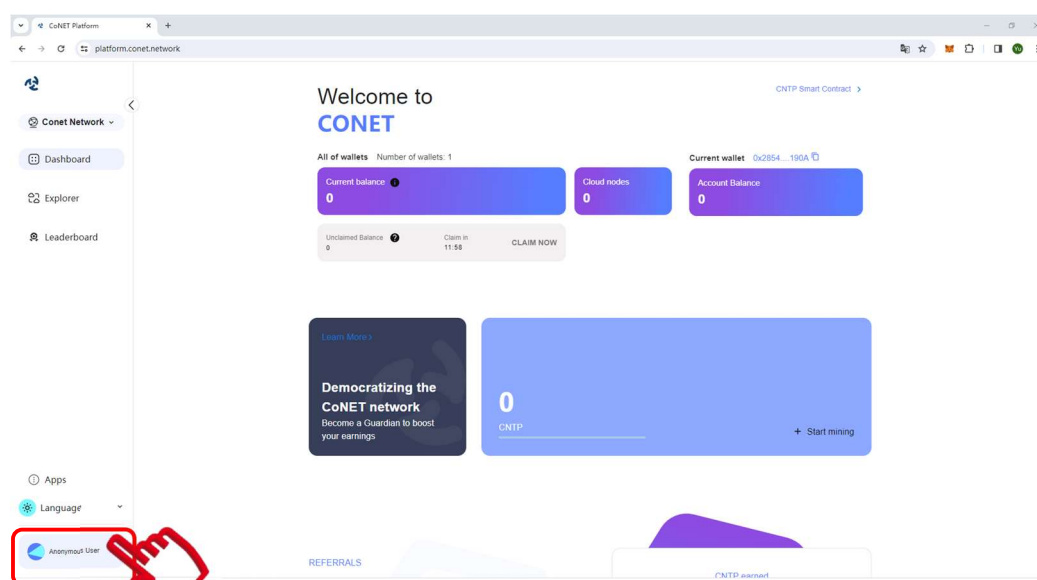 CoNET Platform
platform.conet.network
Yu
Conet Network
Dashboard
Explorer
Leaderboard
Apps
Language
Anonymous User
Welcome to
CONET
CNTP Smart Contract >
All of wallets Number of wallets: 1
Current wallet 0x2854....190A
Current balance
0
Cloud nodes
0
Account Balance
0
Unclaimed Balance
0
Claim in
11:58
CLAIM NOW
Learn More >
Democratizing the
CoNET network
Become a Guardian to boost
your earnings
0
CNTP
+ Start mining
REFERRALS
CNTP earned